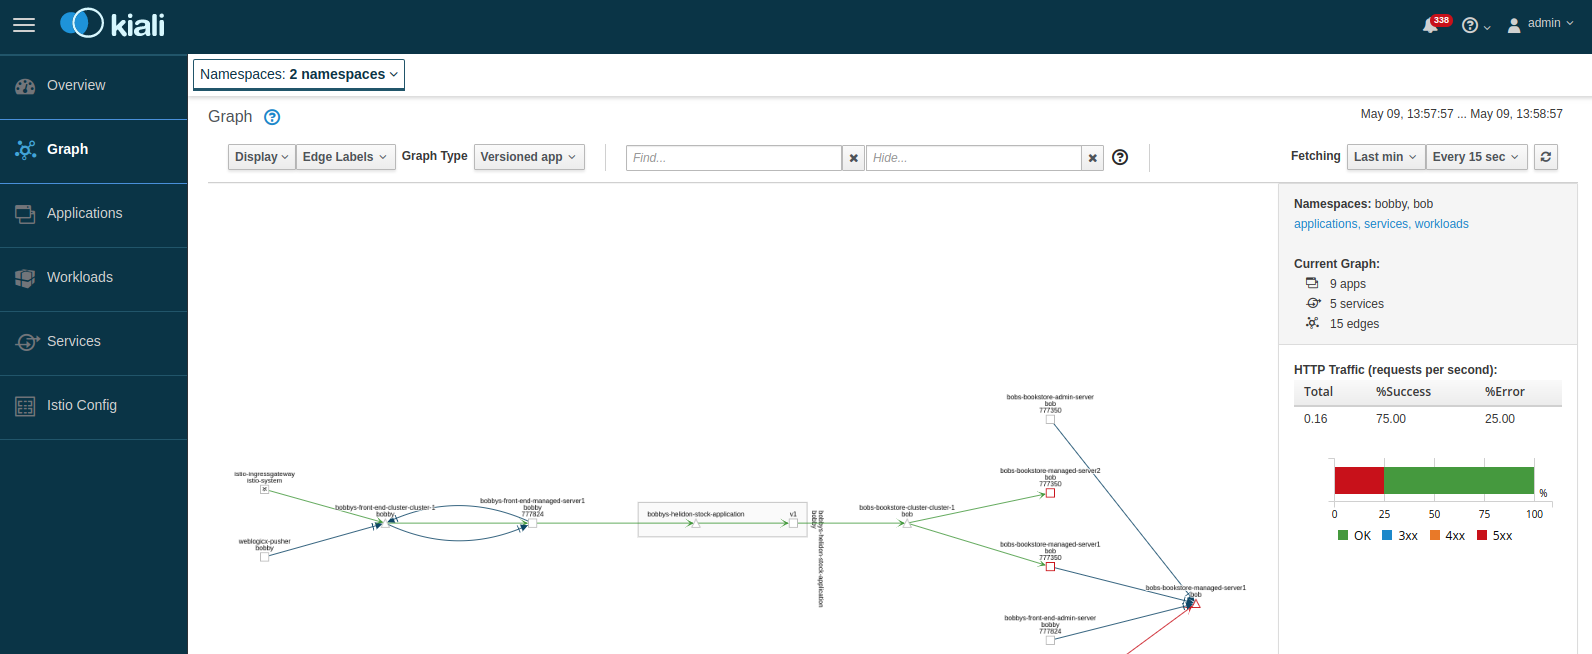 kiali
338
admin
Namespaces: 2 namespaces
Overview
Graph
Applications
Workloads
Services
Istio Config
Graph
May 09, 13:57:57 ... May 09, 13:58:57
Display
Edge Labels
Graph Type
Versioned app
Find...
Hide...
Fetching
Last min
Every 15 sec
Namespaces: bobby, bob
applications, services, workloads
Current Graph:
9 apps
5 services
15 edges
HTTP Traffic (requests per second):
Total %Success %Error
0.16 75.00 25.00
%
0 25 50 75 100
OK 3xx 4xx 5xx
istio-ingressgateway
istio-system
weblogicx-pusher
bobby
bobbys-front-end-cluster-cluster-1
bobby
bobbys-front-end-managed-server1
bobby
777824
bobbys-helidon-stock-application
v1
bobbys-helidon-stock-application
bobby
bobs-bookstore-cluster-cluster-1
bob
bobs-bookstore-admin-server
bob
777350
bobs-bookstore-managed-server2
bob
777350
bobs-bookstore-managed-server1
bob
777350
bobs-bookstore-managed-server1
bob
bobbys-front-end-admin-server
bobby
777824